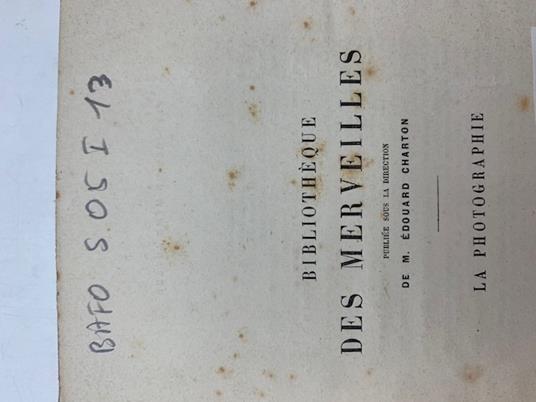 BAFO S 05 I 13
BIBLIOTHÈQUE
DES MERVEILLES
PUBLIÉE SOUS LA DIRECTION
DE M. ÉDOUARD CHARTON
LA PHOTOGRAPHIE